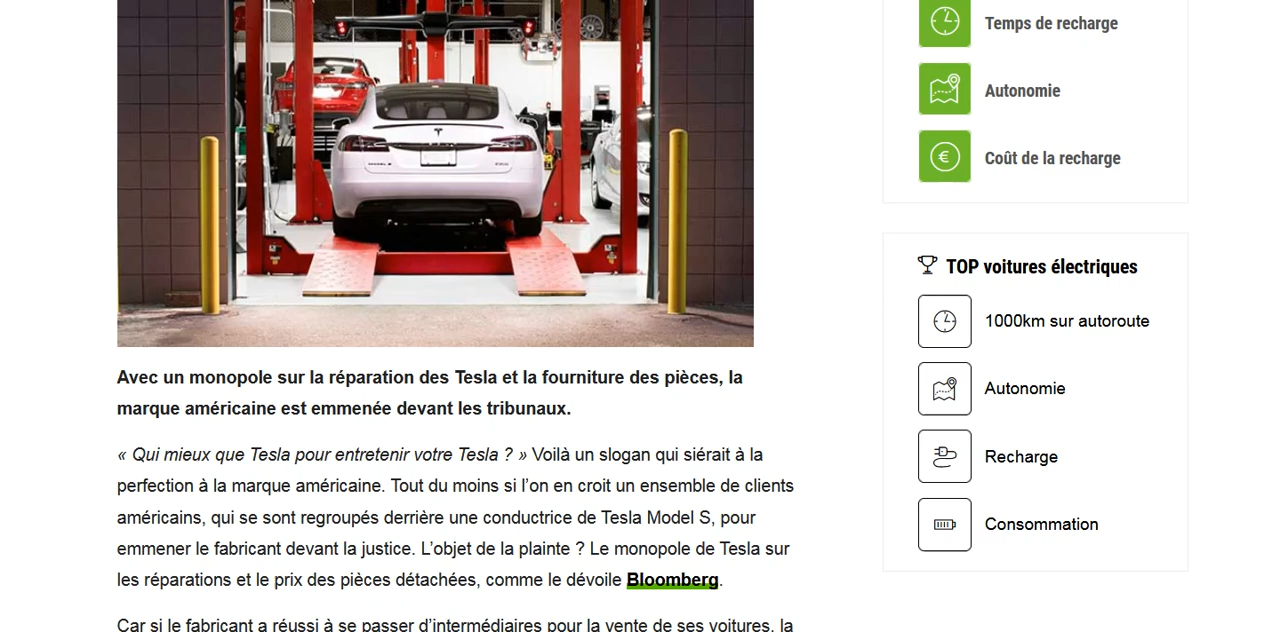 Temps de recharge
Autonomie
Coût de la recharge
TOP voitures électriques
1000km sur autoroute
Autonomie
Recharge
Consommation
Avec un monopole sur la réparation des Tesla et la fourniture des pièces, la
marque américaine est emmenée devant les tribunaux.
« Qui mieux que Tesla pour entretenir votre Tesla ? » Voilà un slogan qui siérait à la
perfection à la marque américaine. Tout du moins si l’on en croit un ensemble de clients
américains, qui se sont regroupés derrière une conductrice de Tesla Model S, pour
emmener le fabricant devant la justice. L’objet de la plainte ? Le monopole de Tesla sur
les réparations et le prix des pièces détachées, comme le dévoile Bloomberg.
Car si le fabricant a réussi à se passer d’intermédiaires pour la vente de ses voitures, la